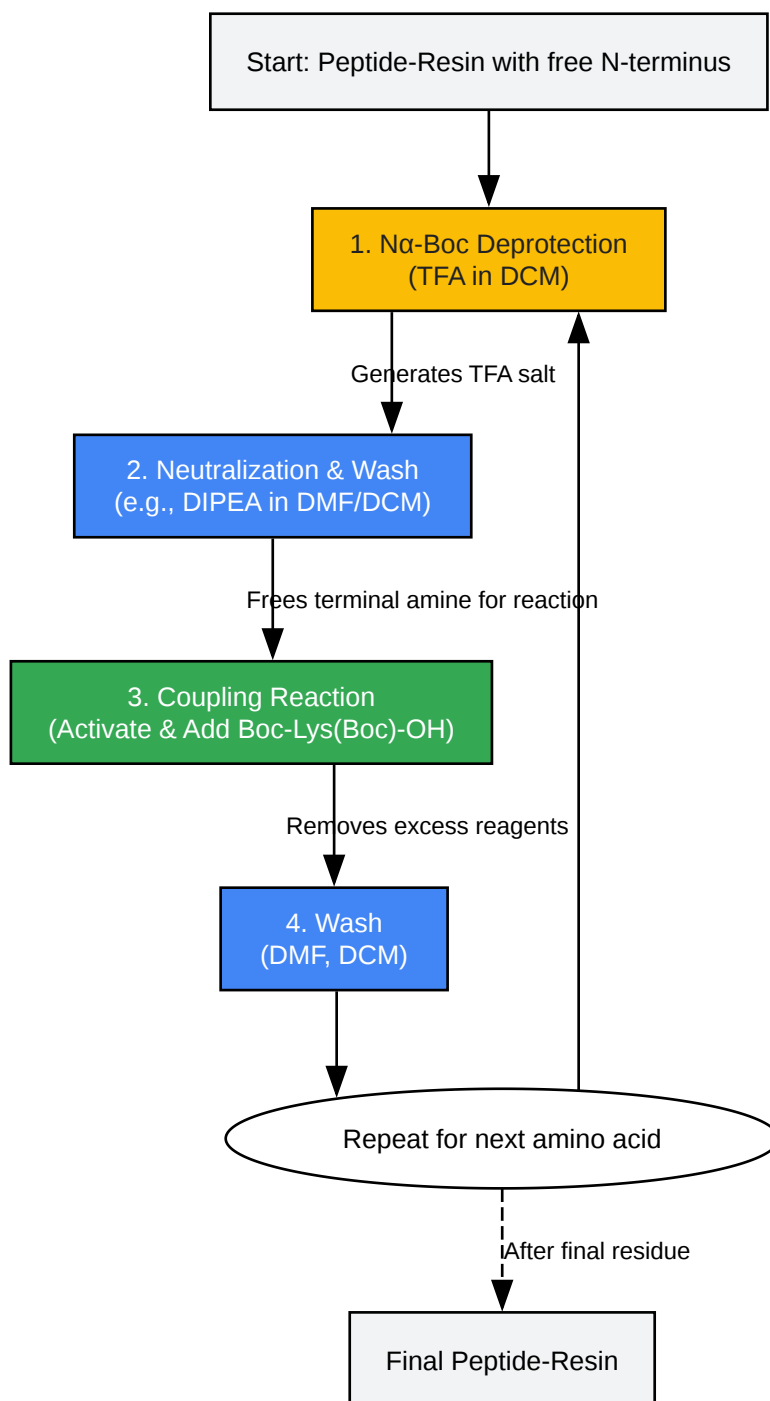 Start: Peptide-Resin with free N-terminus
1. Nα-Boc Deprotection
(TFA in DCM)
Generates TFA salt
2. Neutralization & Wash
(e.g., DIPEA in DMF/DCM)
Frees terminal amine for reaction
3. Coupling Reaction
(Activate & Add Boc-Lys(Boc)-OH)
Removes excess reagents
4. Wash
(DMF, DCM)
Repeat for next amino acid
After final residue
Final Peptide-Resin